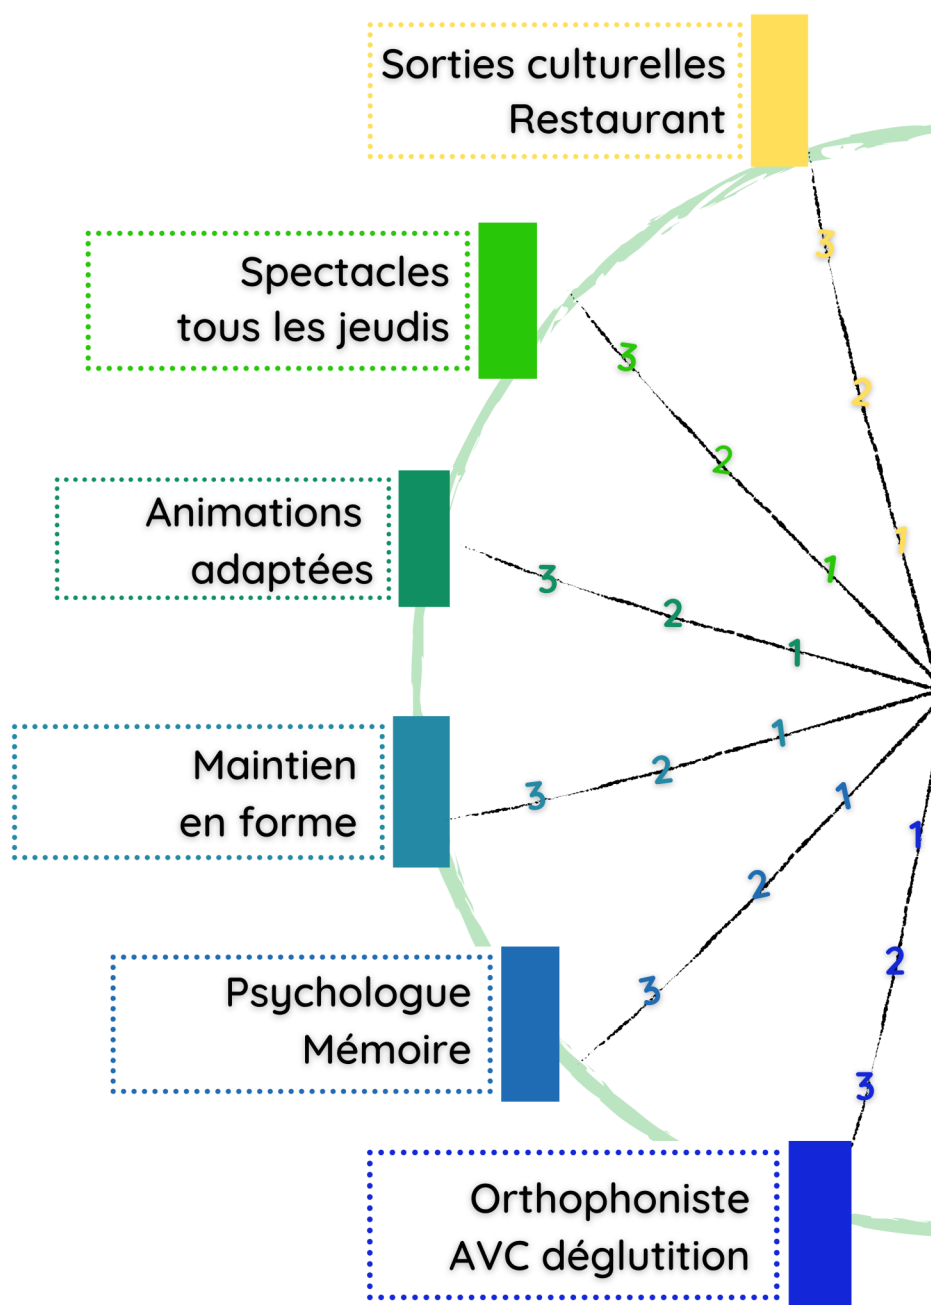 Sorties culturelles
Restaurant
3
2
1
Spectacles
tous les jeudis
3
2
1
Animations
adaptées
3
2
1
Maintien
en forme
3
2
1
Psychologue
Mémoire
3
2
1
Orthophoniste
AVC déglutition
3
2
1